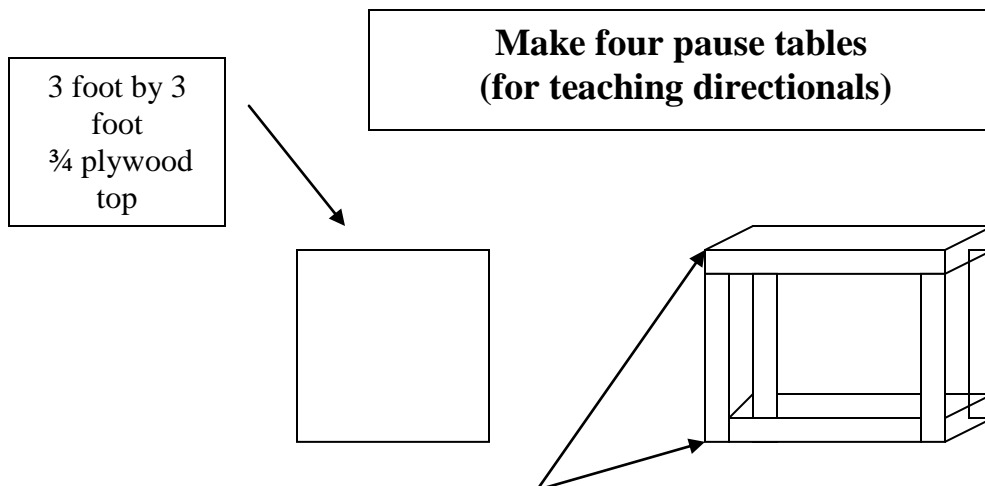 Make four pause tables
(for teaching directionals)
3 foot by 3
foot
¾ plywood
top